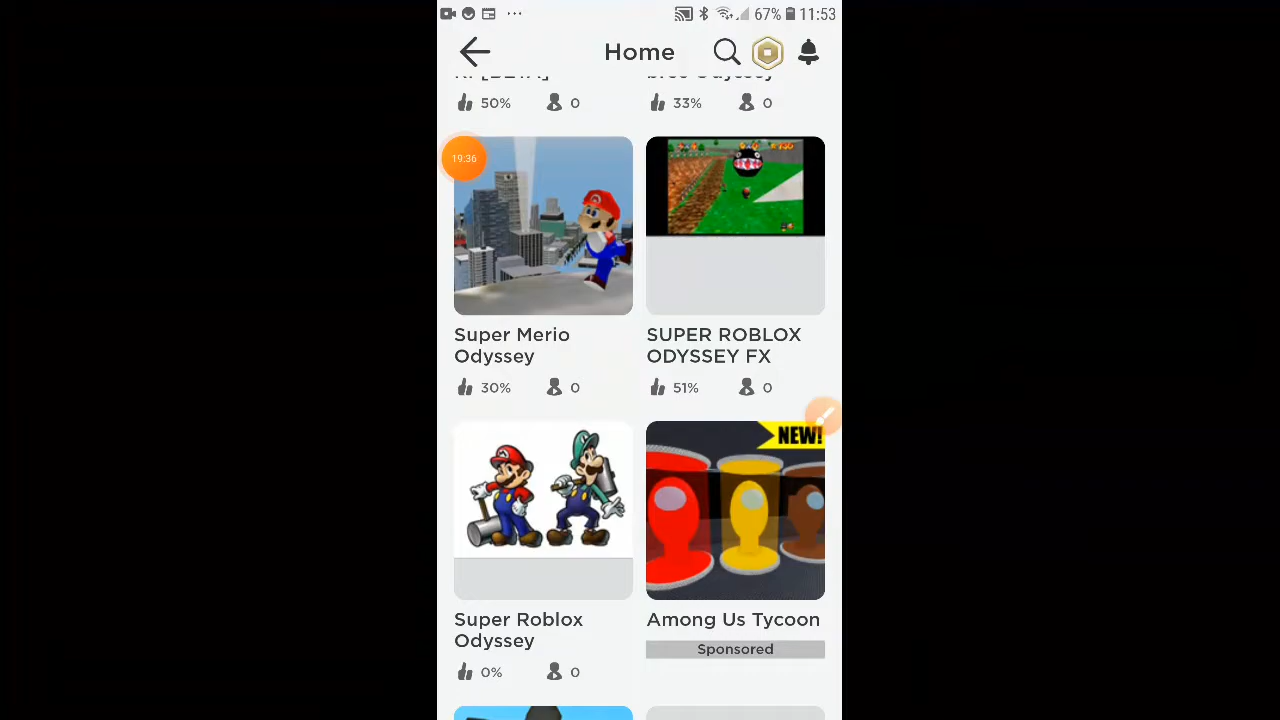 67% 11:53
Home
50% 0
33% 0
19:36
Super Merio
Odyssey
30% 0
SUPER ROBLOX
ODYSSEY FX
51% 0
Super Roblox
Odyssey
0% 0
NEW!
Among Us Tycoon
Sponsored